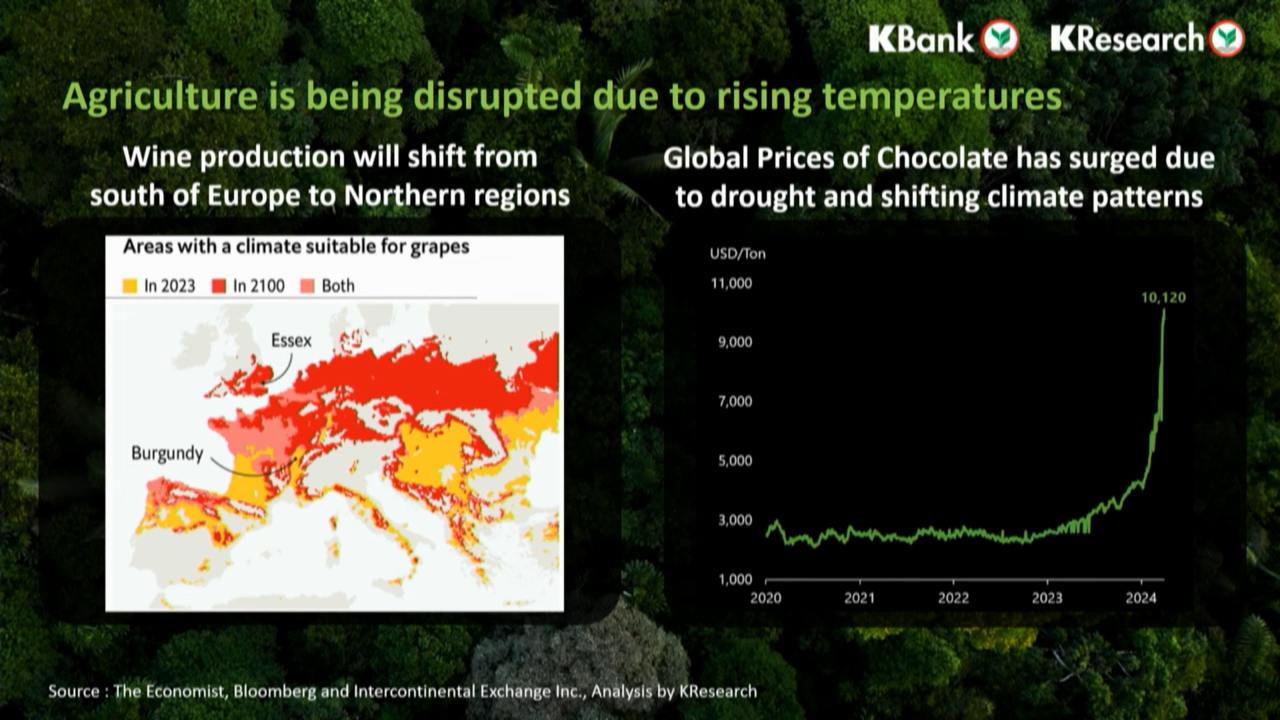 KBank KResearch
Agriculture is being disrupted due to rising temperatures
Wine production will shift from
south of Europe to Northern regions
Areas with a climate suitable for grapes
In 2023 In 2100 Both
Essex
Burgundy
Global Prices of Chocolate has surged due
to drought and shifting climate patterns
USD/Ton
11,000
10,120
9,000
7,000
5,000
3,000
1,000
2020 2021 2022 2023 2024
Source : The Economist, Bloomberg and Intercontinental Exchange Inc., Analysis by KResearch